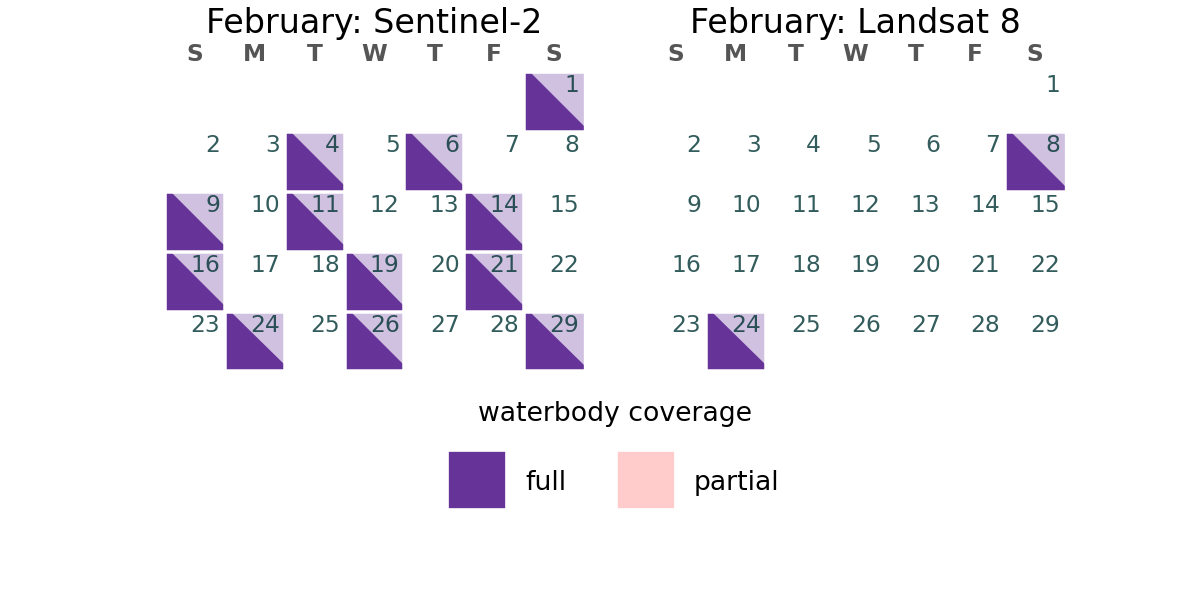 February: Sentinel-2
S M T W T F S
1
2 3 4 5 6 7 8
9 10 11 12 13 14 15
16 17 18 19 20 21 22
23 24 25 26 27 28 29
February: Landsat 8
S M T W T F S
1
2 3 4 5 6 7 8
9 10 11 12 13 14 15
16 17 18 19 20 21 22
23 24 25 26 27 28 29
waterbody coverage
full
partial